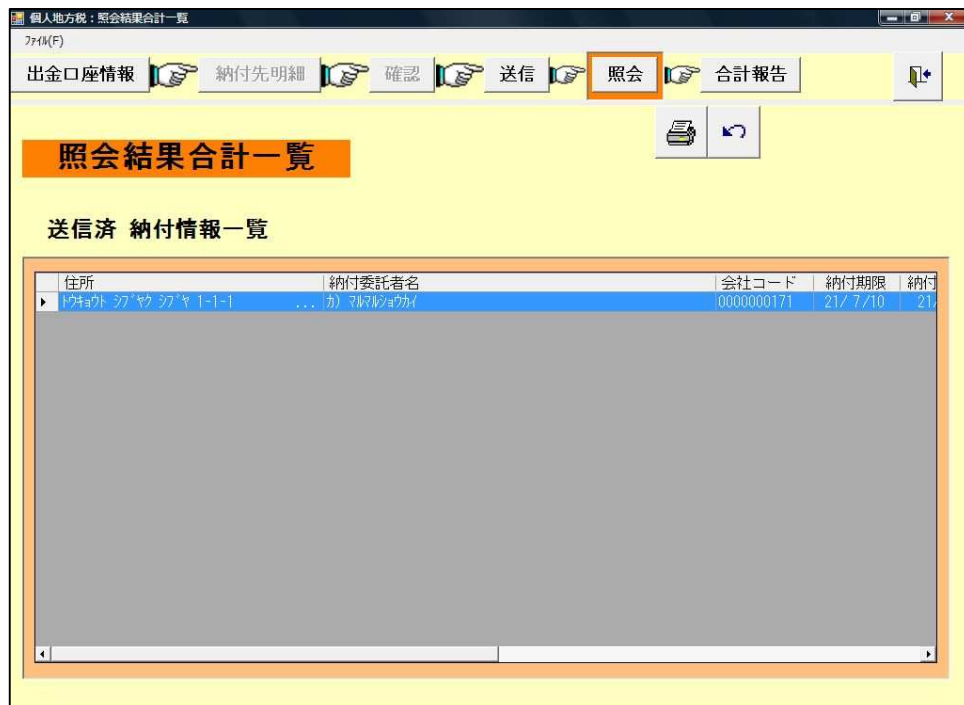 個人地方税：照会結果合計一覧
ﾌｧｲﾙ(F)
出金口座情報 納付先明細 確認 送信 照会 合計報告
照会結果合計一覧
送信済 納付情報一覧
住所 納付委託者名 会社コード 納付期限 納付
ﾄｳｷｮｳﾄ ｼﾌﾞﾔｸ ｼﾌﾞﾔ 1-1-1 ... ｶ) ﾏﾙﾏﾙｼｮｳｶｲ 0000000171 21/ 7/10 21/